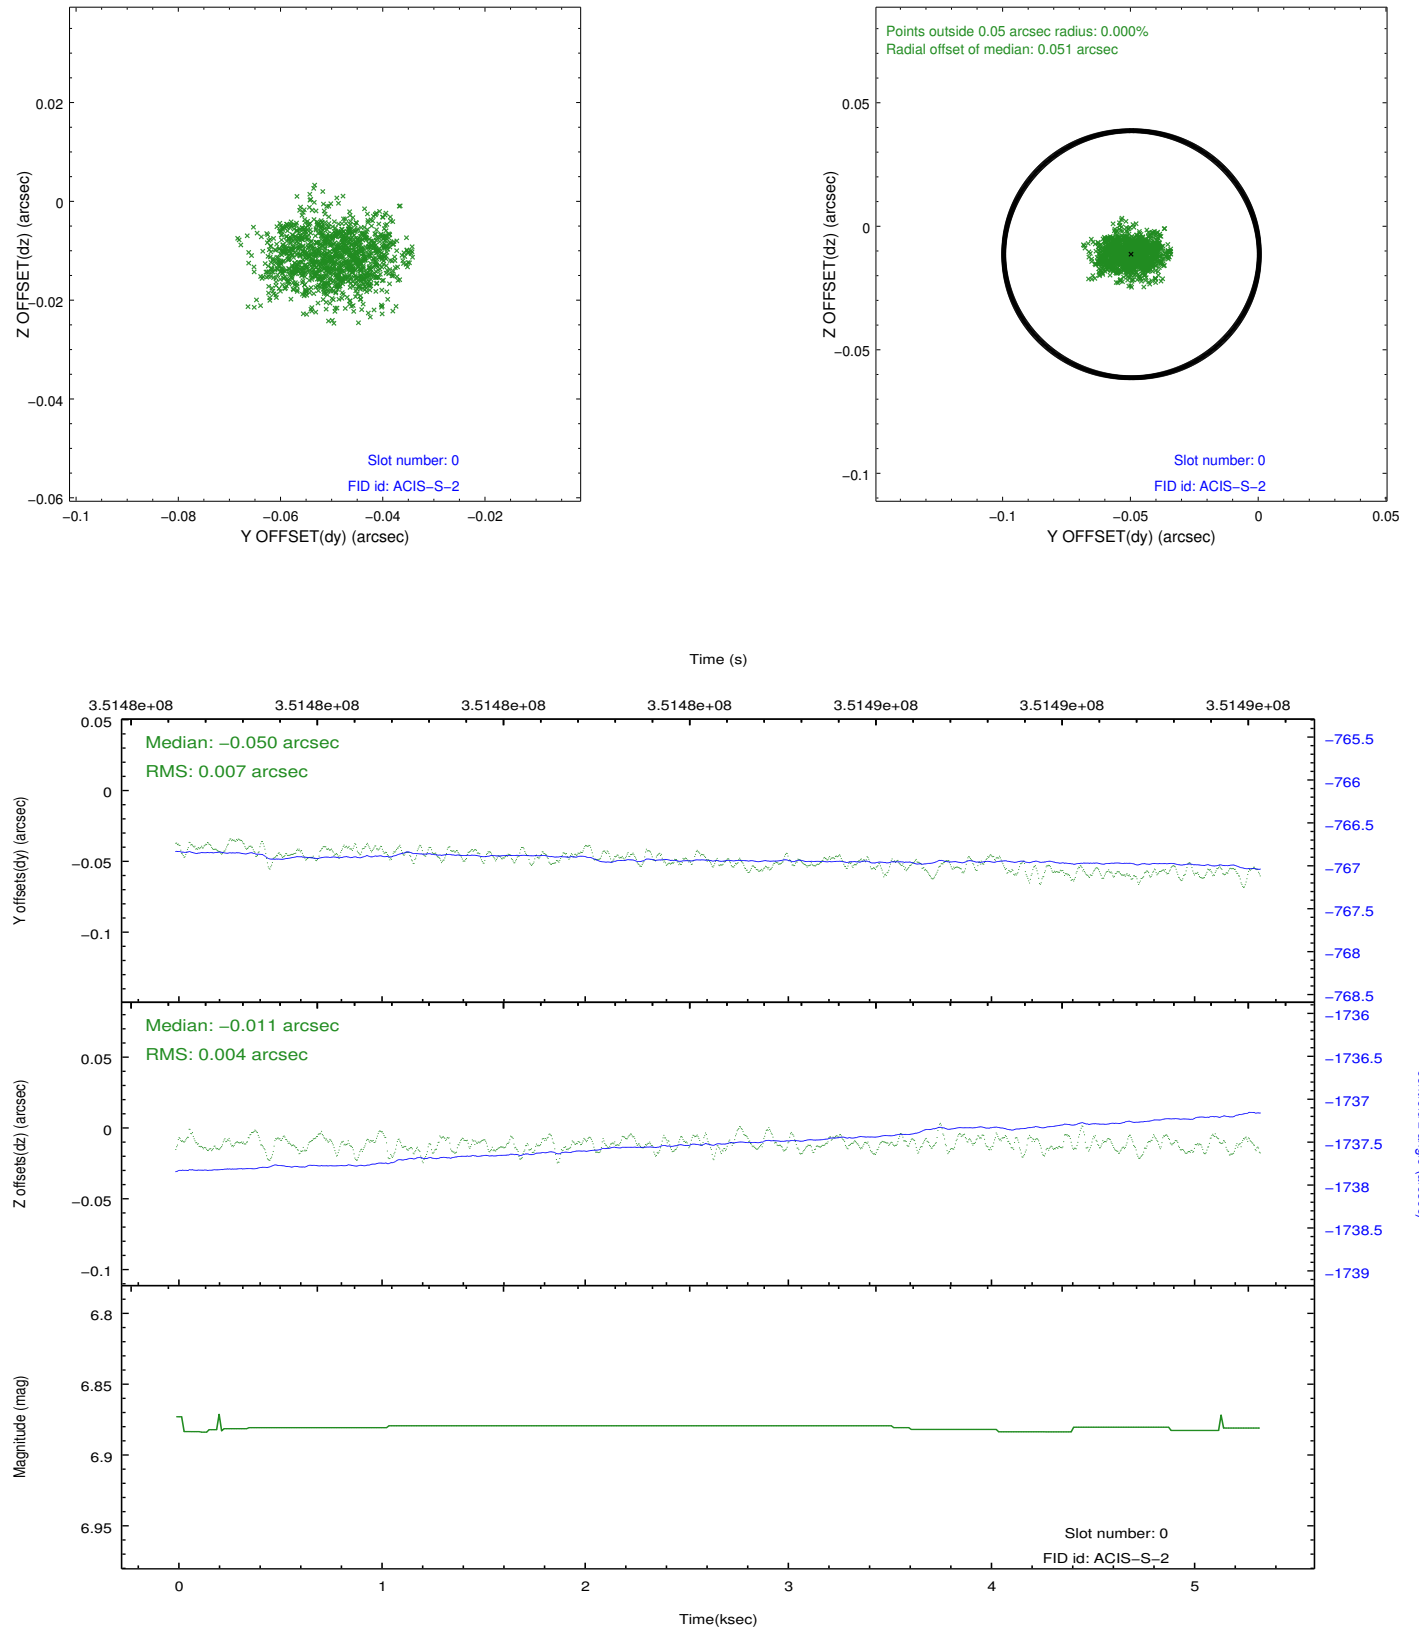 0.02
0
−0.02
−0.04
−0.06
Z OFFSET(dz) (arcsec)
Slot number: 0
FID id: ACIS−S−2
−0.1
−0.08
−0.06
−0.04
−0.02
Y OFFSET(dy) (arcsec)
Points outside 0.05 arcsec radius: 0.000%
Radial offset of median: 0.051 arcsec
0.05
0
−0.05
−0.1
Z OFFSET(dz) (arcsec)
Slot number: 0
FID id: ACIS−S−2
−0.1
−0.05
0
0.05
Y OFFSET(dy) (arcsec)
Time (s)
3.5148e+08
3.5148e+08
3.5148e+08
3.5148e+08
3.5149e+08
3.5149e+08
3.5149e+08
0.05
0
−0.05
−0.1
Y offsets(dy) (arcsec)
Median: −0.050 arcsec
RMS: 0.007 arcsec
−765.5
−766
−766.5
−767
−767.5
−768
−768.5
0.05
0
−0.05
−0.1
Z offsets(dz) (arcsec)
Median: −0.011 arcsec
RMS: 0.004 arcsec
−1736
−1736.5
−1737
−1737.5
−1738
−1738.5
−1739
6.8
6.85
6.9
6.95
Magnitude (mag)
Slot number: 0
FID id: ACIS−S−2
0
1
2
3
4
5
Time(ksec)